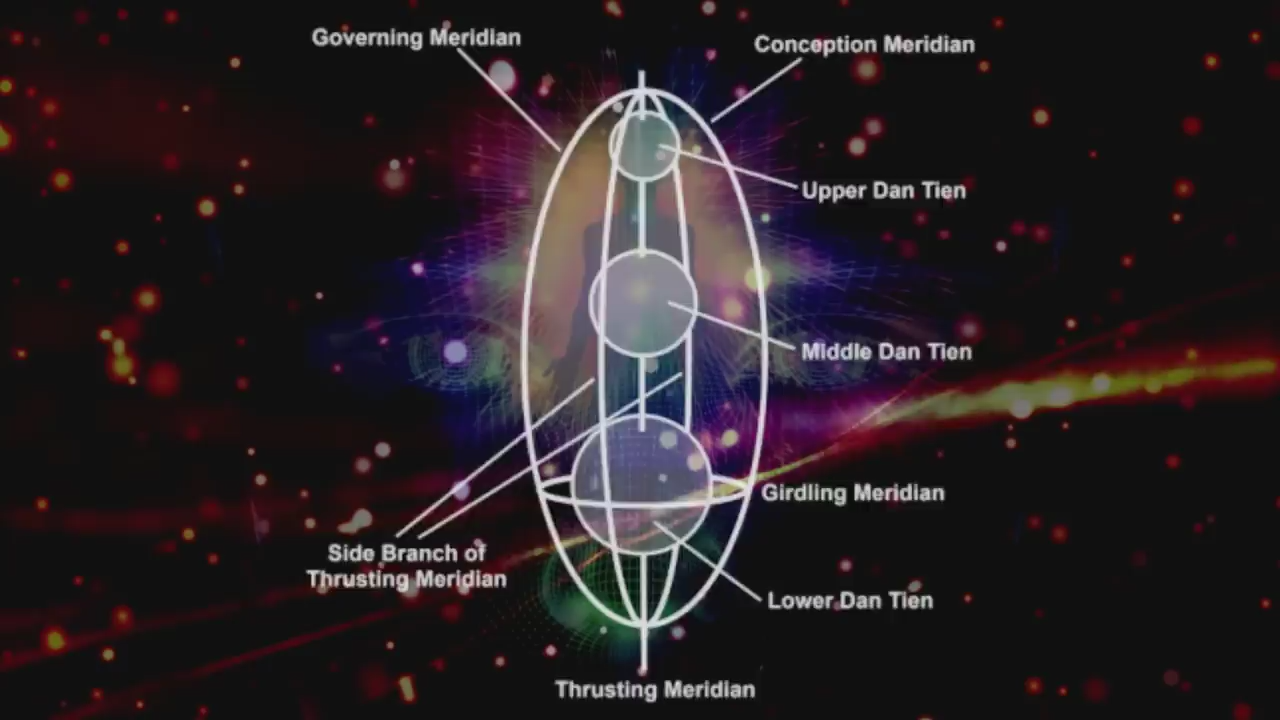 Governing Meridian
Conception Meridian
Upper Dan Tien
Middle Dan Tien
Girdling Meridian
Side Branch of
Thrusting Meridian
Lower Dan Tien
Thrusting Meridian